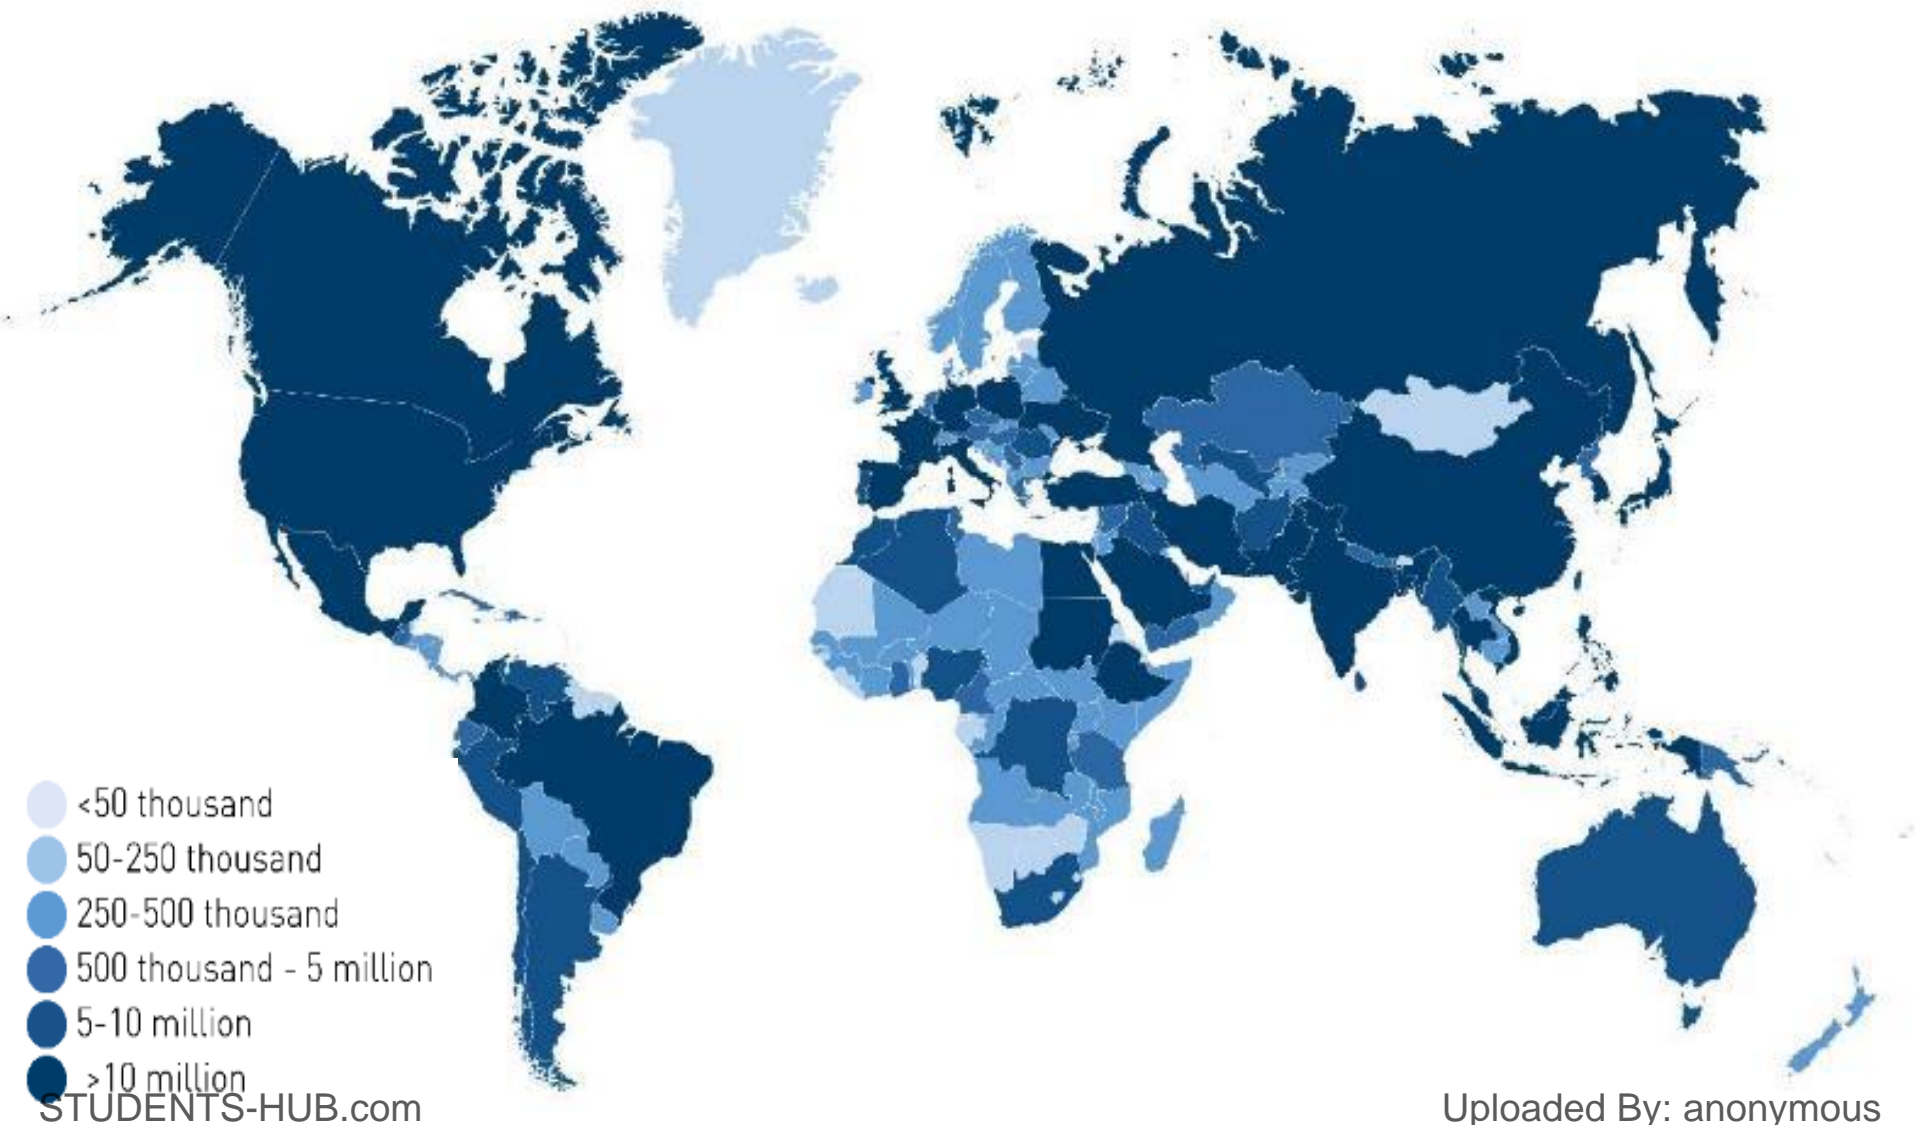 <50 thousand
50-250 thousand
250-500 thousand
500 thousand - 5 million
5-10 million
>10 million
STUDENTS-HUB.com
Uploaded By: anonymous